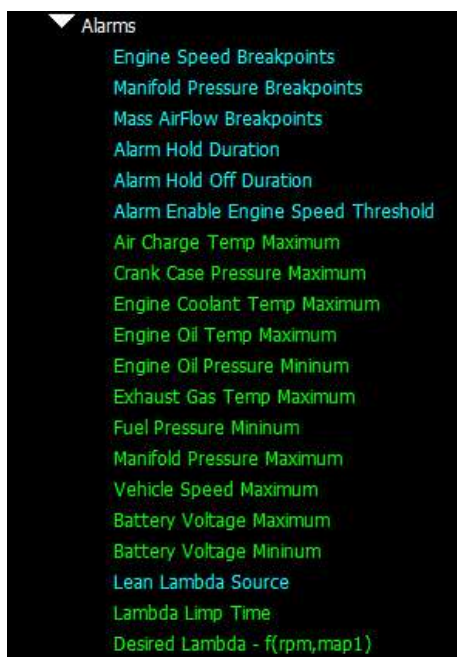 Alarms
Engine Speed Breakpoints
Manifold Pressure Breakpoints
Mass AirFlow Breakpoints
Alarm Hold Duration
Alarm Hold Off Duration
Alarm Enable Engine Speed Threshold
Air Charge Temp Maximum
Crank Case Pressure Maximum
Engine Coolant Temp Maximum
Engine Oil Temp Maximum
Engine Oil Pressure Mininum
Exhaust Gas Temp Maximum
Fuel Pressure Mininum
Manifold Pressure Maximum
Vehicle Speed Maximum
Battery Voltage Maximum
Battery Voltage Mininum
Lean Lambda Source
Lambda Limp Time
Desired Lambda - f(rpm,map1)